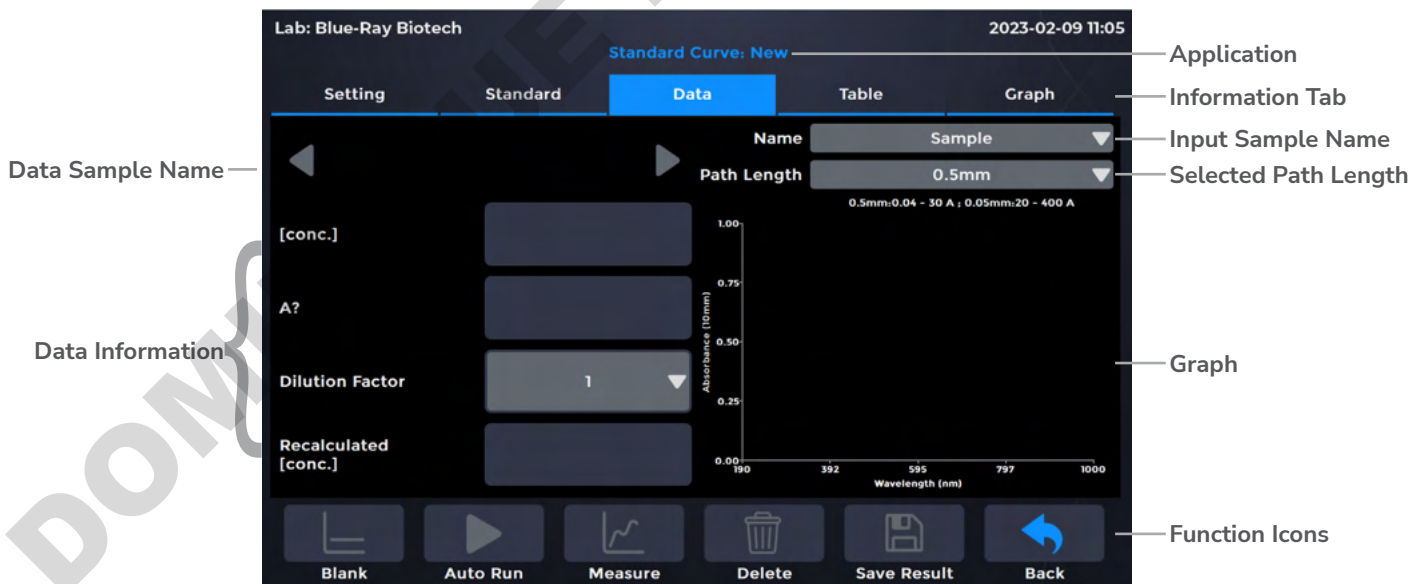 Lab: Blue-Ray Biotech
2023-02-09 11:05
Standard Curve: New
Application
Setting
Standard
Data
Table
Graph
Information Tab
Name
Sample
Input Sample Name
Data Sample Name
Path Length
0.5mm
Selected Path Length
0.5mm:0.04 - 30 A ; 0.05mm:20 - 400 A
[conc.]
A?
Dilution Factor
1
Recalculated
[conc.]
Data Information
1.00
0.75
0.50
0.25
0.00
Absorbance (10mm)
190
392
595
797
1000
Wavelength (nm)
Graph
Blank
Auto Run
Measure
Delete
Save Result
Back
Function Icons